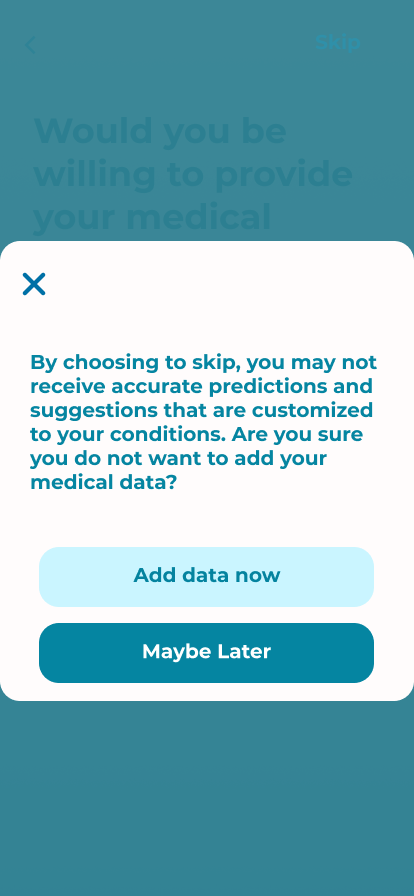 Skip
Would you be
willing to provide
your medical
By choosing to skip, you may not
receive accurate predictions and
suggestions that are customized
to your conditions. Are you sure
you do not want to add your
medical data?
Add data now
Maybe Later